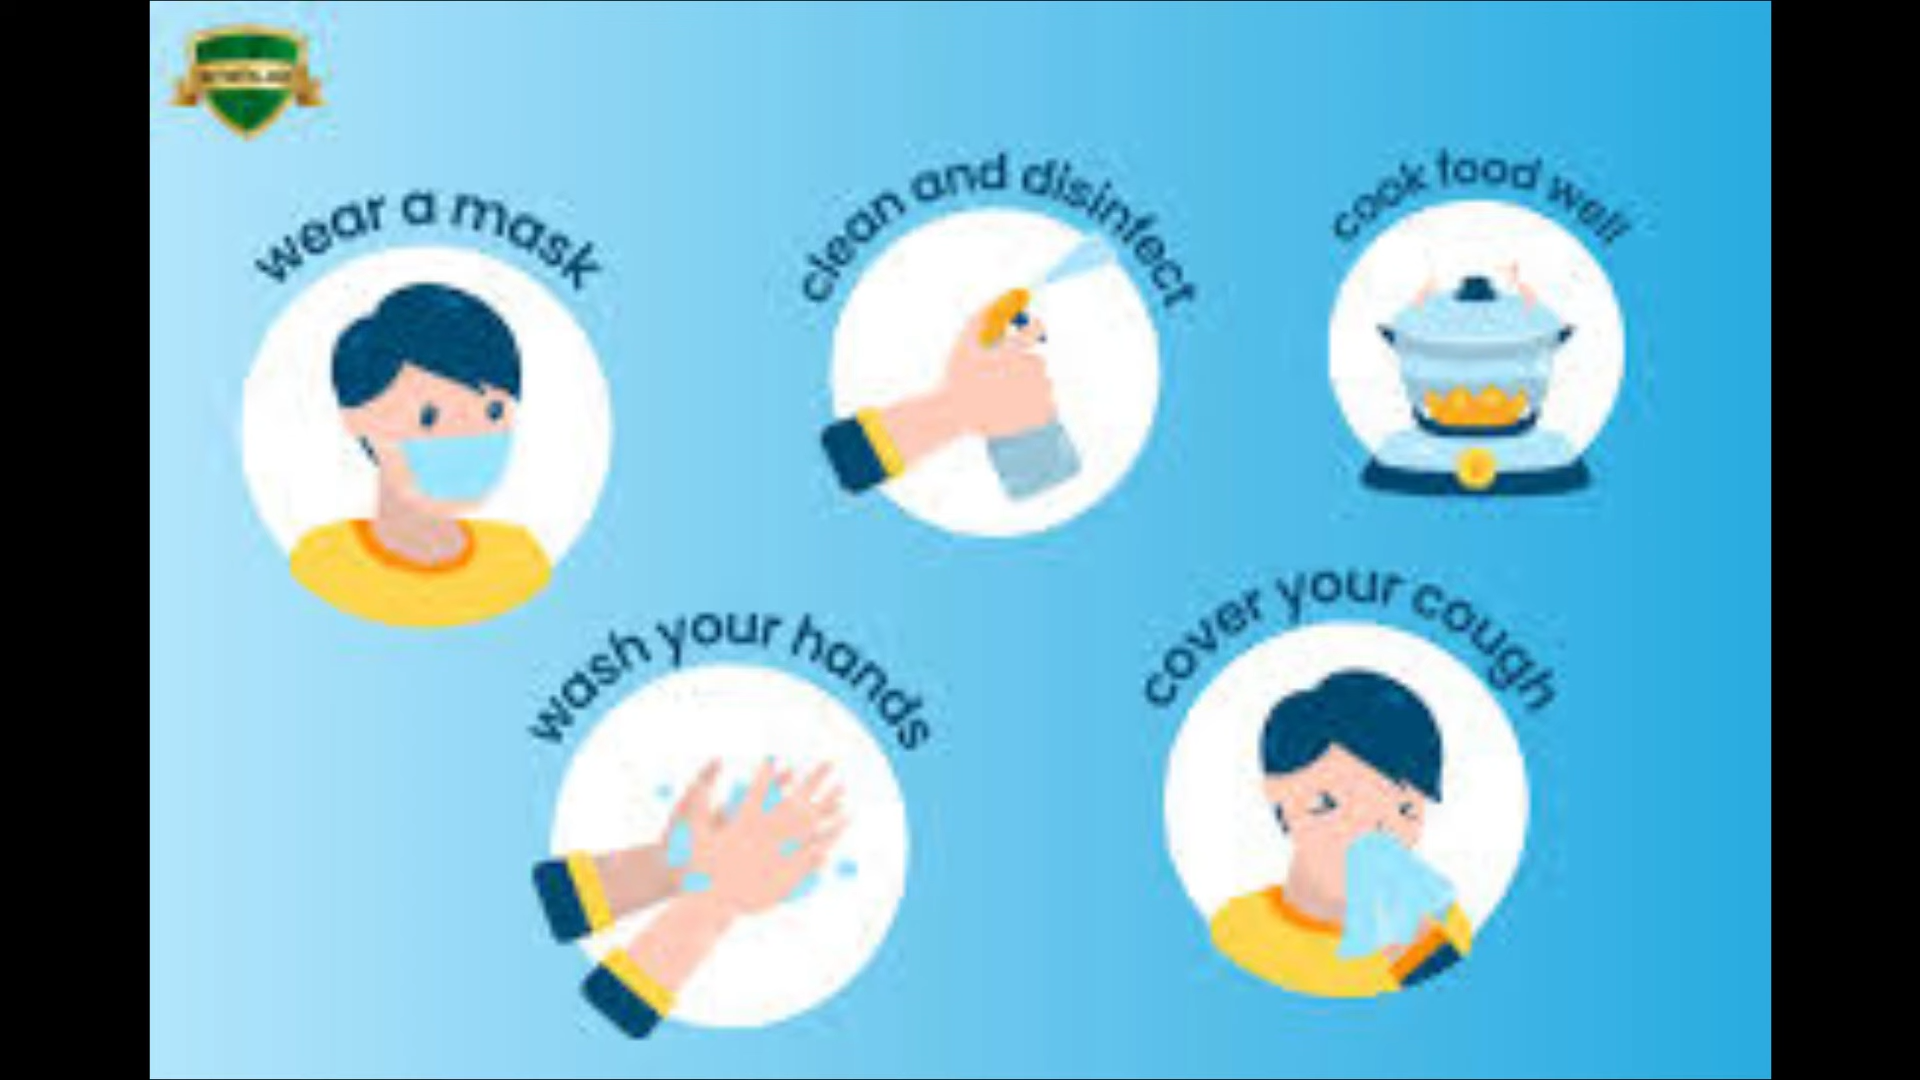 wear a mask
clean and disinfect
cook food well
wash your hands
cover your cough